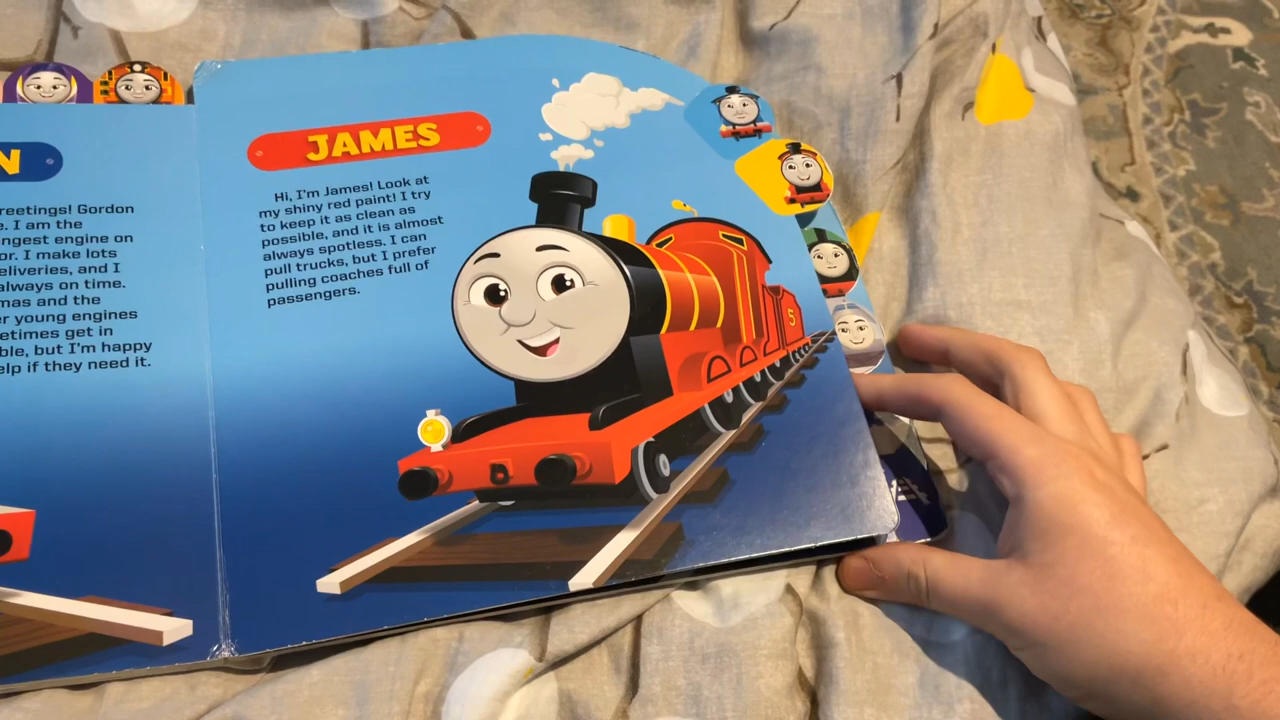 N
reetings! Gordon
e. I am the
ngest engine on
or. I make lots
eliveries, and I
always on time.
mas and the
er young engines
etimes get in
ble, but I'm happy
elp if they need it.
JAMES
Hi, I'm James! Look at
my shiny red paint! I try
to keep it as clean as
possible, and it is almost
always spotless. I can
pull trucks, but I prefer
pulling coaches full of
passengers.
5